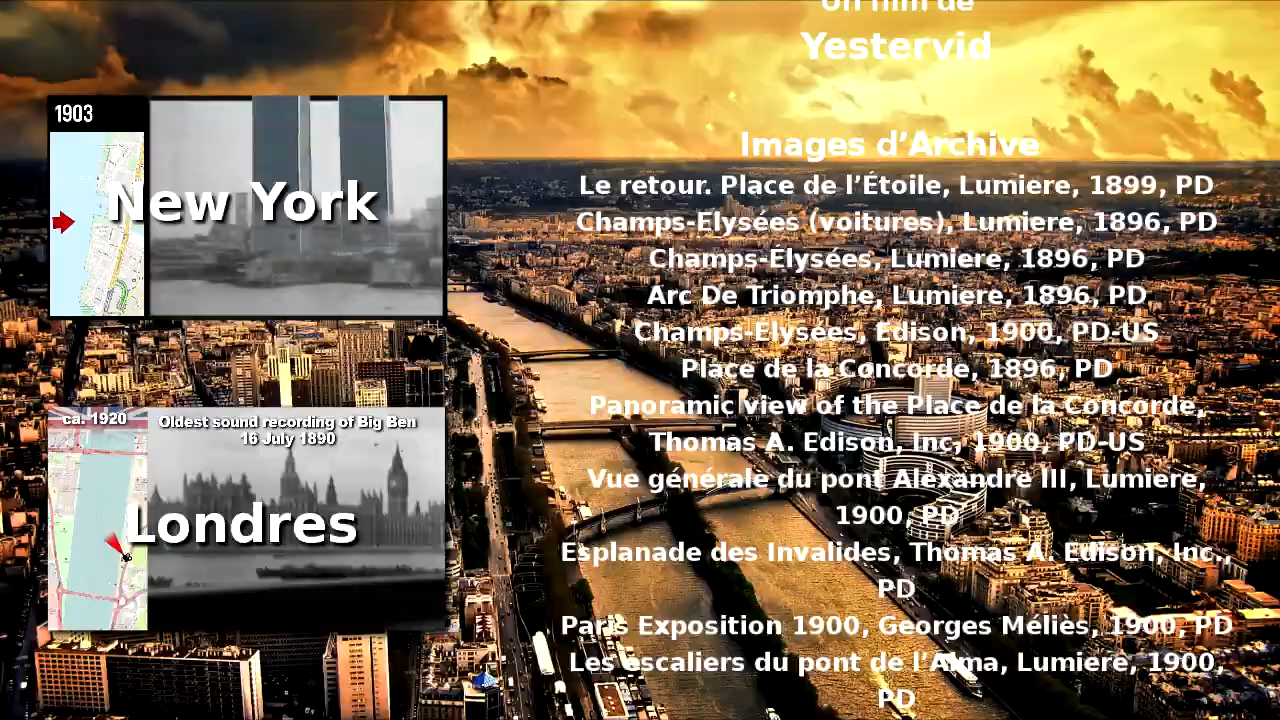 Un film de
Yestervid
Images d’Archive
Le retour. Place de l’Étoile, Lumiere, 1899, PD
Champs-Elysées (voitures), Lumiere, 1896, PD
Champs-Élysées, Lumiere, 1896, PD
Arc De Triomphe, Lumiere, 1896, PD
Champs-Elysées, Edison, 1900, PD-US
Place de la Concorde, 1896, PD
Panoramic view of the Place de la Concorde,
Thomas A. Edison, Inc, 1900, PD-US
Vue générale du pont Alexandre III, Lumiere,
1900, PD
Esplanade des Invalides, Thomas A. Edison, Inc.,
PD
Paris Exposition 1900, Georges Méliès, 1900, PD
Les escaliers du pont de l’Alma, Lumiere, 1900,
PD
1903
New York
ca. 1920
Oldest sound recording of Big Ben
16 July 1890
Londres